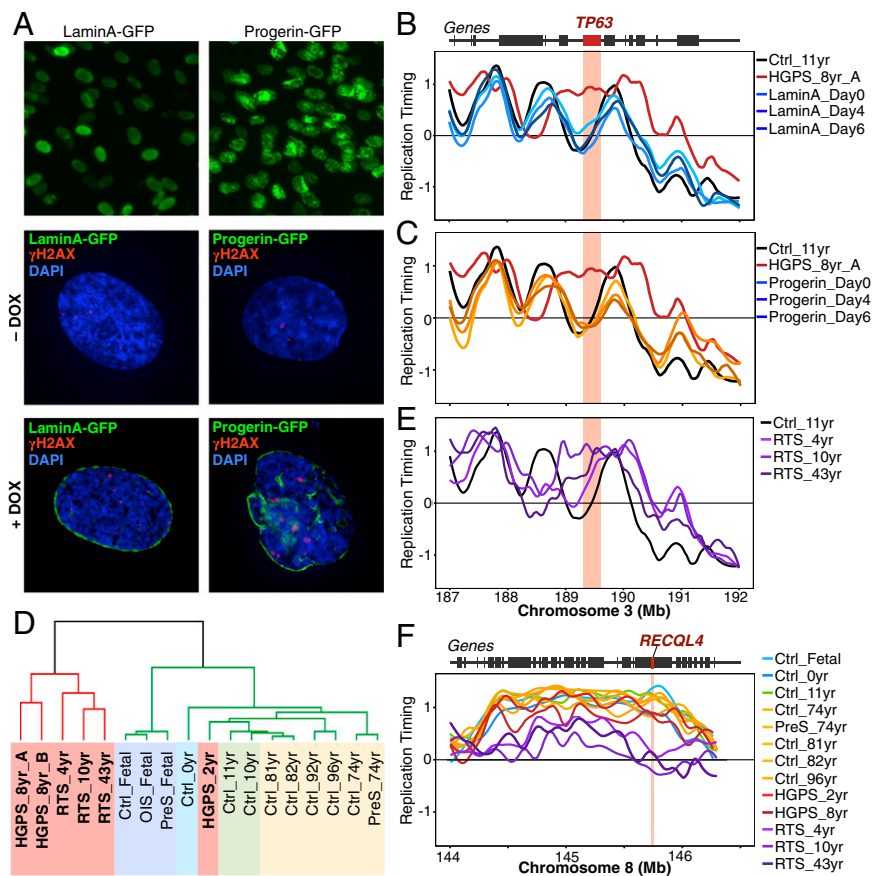 A
LaminA-GFP
Progerin-GFP
LaminA-GFP
γH2AX
DAPI
Progerin-GFP
γH2AX
DAPI
– DOX
LaminA-GFP
γH2AX
DAPI
Progerin-GFP
γH2AX
DAPI
+ DOX
B
TP63
Genes
Replication Timing
1
0
-1
Ctrl_11yr
HGPS_8yr_A
LaminA_Day0
LaminA_Day4
LaminA_Day6
C
Replication Timing
1
0
-1
Ctrl_11yr
HGPS_8yr_A
Progerin_Day0
Progerin_Day4
Progerin_Day6
E
Replication Timing
1
0
-1
Ctrl_11yr
RTS_4yr
RTS_10yr
RTS_43yr
187 188 189 190 191 192
Chromosome 3 (Mb)
D
HGPS_8yr_A
HGPS_8yr_B
RTS_4yr
RTS_10yr
RTS_43yr
Ctrl_Fetal
OIS_Fetal
PreS_Fetal
Ctrl_0yr
HGPS_2yr
Ctrl_11yr
Ctrl_10yr
Ctrl_81yr
Ctrl_82yr
Ctrl_92yr
Ctrl_96yr
Ctrl_74yr
PreS_74yr
F
RECQL4
Genes
Replication Timing
1
0
-1
144 145 146
Chromosome 8 (Mb)
Ctrl_Fetal
Ctrl_0yr
Ctrl_11yr
Ctrl_74yr
PreS_74yr
Ctrl_81yr
Ctrl_82yr
Ctrl_96yr
HGPS_2yr
HGPS_8yr
RTS_4yr
RTS_10yr
RTS_43yr